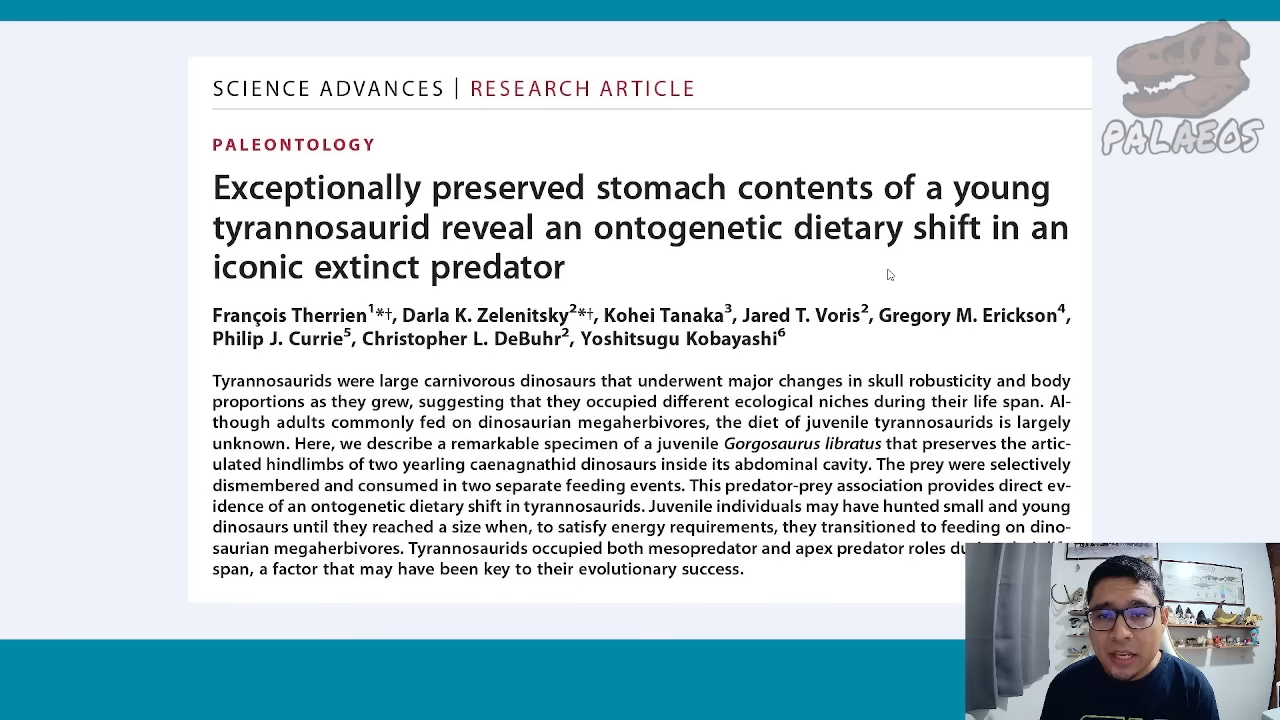 SCIENCE ADVANCES | RESEARCH ARTICLE
PALAEOS
PALEONTOLOGY
Exceptionally preserved stomach contents of a young
tyrannosaurid reveal an ontogenetic dietary shift in an
iconic extinct predator
François Therrien1*†, Darla K. Zelenitsky2*†, Kohei Tanaka3, Jared T. Voris2, Gregory M. Erickson4,
Philip J. Currie5, Christopher L. DeBuhr2, Yoshitsugu Kobayashi6
Tyrannosaurids were large carnivorous dinosaurs that underwent major changes in skull robusticity and body
proportions as they grew, suggesting that they occupied different ecological niches during their life span. Al-
though adults commonly fed on dinosaurian megaherbivores, the diet of juvenile tyrannosaurids is largely
unknown. Here, we describe a remarkable specimen of a juvenile Gorgosaurus libratus that preserves the artic-
ulated hindlimbs of two yearling caenagnathid dinosaurs inside its abdominal cavity. The prey were selectively
dismembered and consumed in two separate feeding events. This predator-prey association provides direct ev-
idence of an ontogenetic dietary shift in tyrannosaurids. Juvenile individuals may have hunted small and young
dinosaurs until they reached a size when, to satisfy energy requirements, they transitioned to feeding on dino-
saurian megaherbivores. Tyrannosaurids occupied both mesopredator and apex predator roles
span, a factor that may have been key to their evolutionary success.